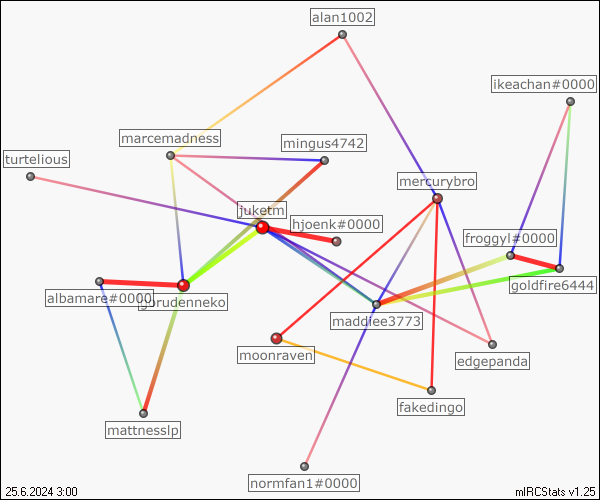 alan1002
ikeachan#0000
marcemadness
mingus4742
turtelious
mercurybro
juketm
hjoenk#0000
froggyl#0000
goldfire6444
albamare#0000
gorudenneko
maddiee3773
moonraven
edgepanda
fakedingo
mattnesslp
normfan1#0000
25.6.2024 3:00
mIRCStats v1.25